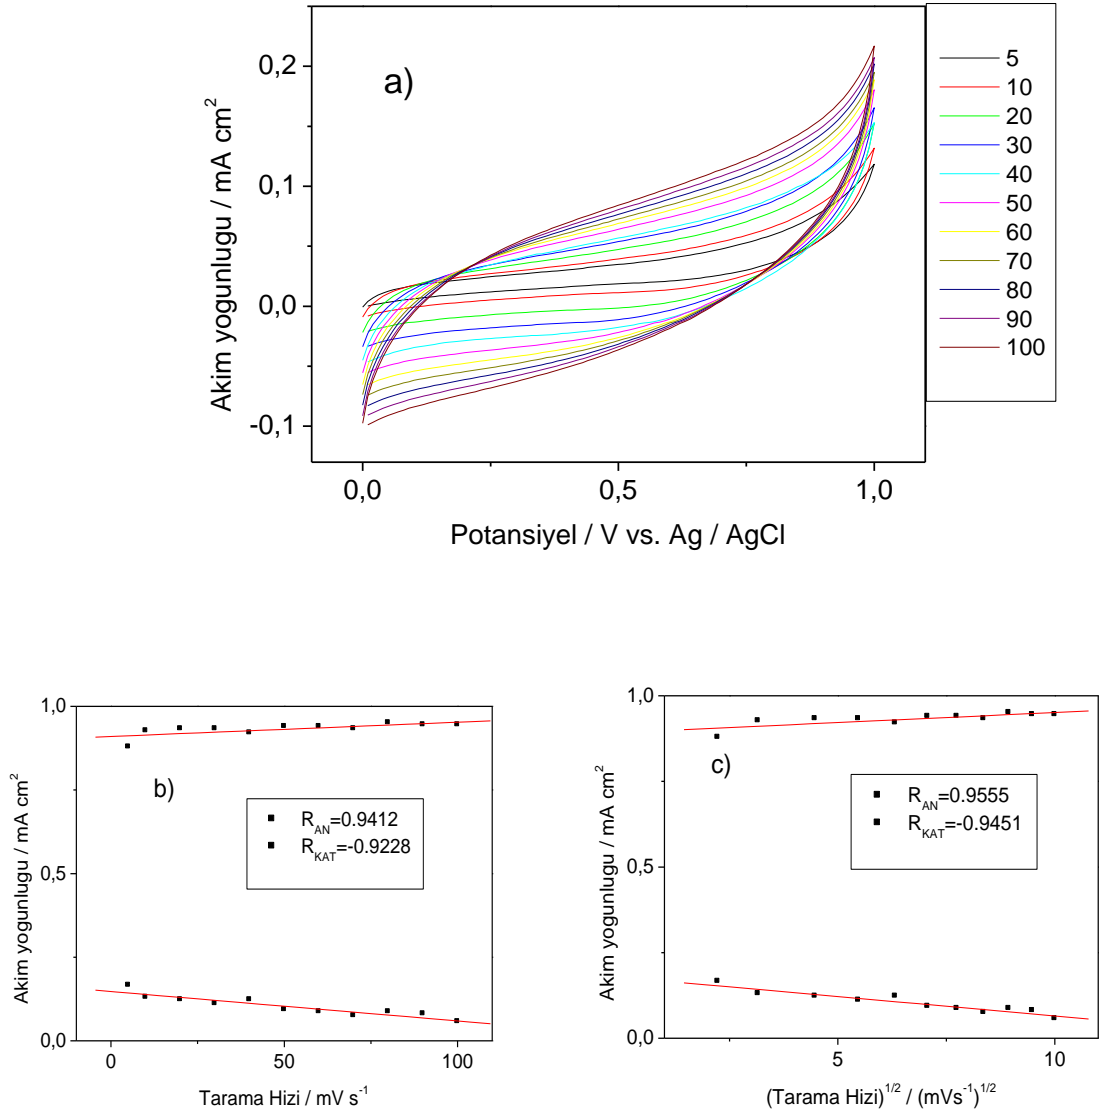 a)
0,2
0,1
0,0
-0,1
Akim yogunlugu / mA cm²
0,0 0,5 1,0
Potansiyel / V vs. Ag / AgCl
5
10
20
30
40
50
60
70
80
90
100
1,0
0,5
0,0
Akim yogunlugu / mA cm²
b)
R_AN=0.9412
R_KAT=-0.9228
0 50 100
Tarama Hizi / mV s⁻¹
1,0
0,5
0,0
Akim yogunlugu / mA cm²
c)
R_AN=0.9555
R_KAT=-0.9451
5 10
(Tarama Hizi)^1/2 / (mVs⁻¹)^1/2